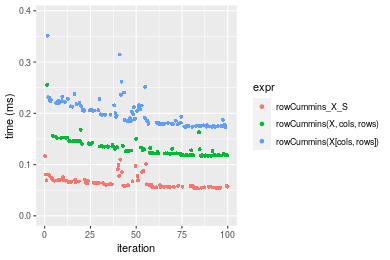 0.4
0.3
0.2
0.1
0.0
time (ms)
0
25
50
75
100
iteration
expr
rowCummins_X_S
rowCummins(X, cols, rows)
rowCummins(X[cols, rows])